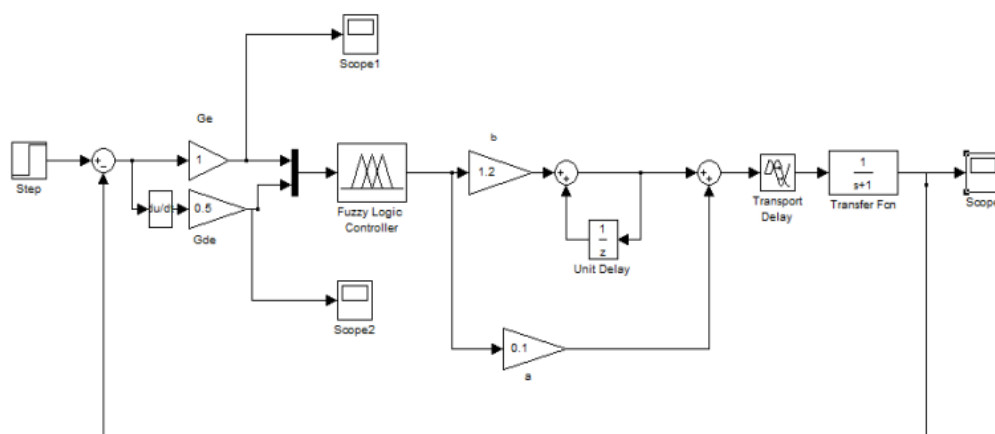 Scope1
Ge
b
+
−
1
1.2
+
+
+
+
1
s+1
Step
du/d
0.5
Fuzzy Logic
Controller
1
z
Transport
Delay
Transfer Fcn
Scope
Gde
Unit Delay
Scope2
0.1
a